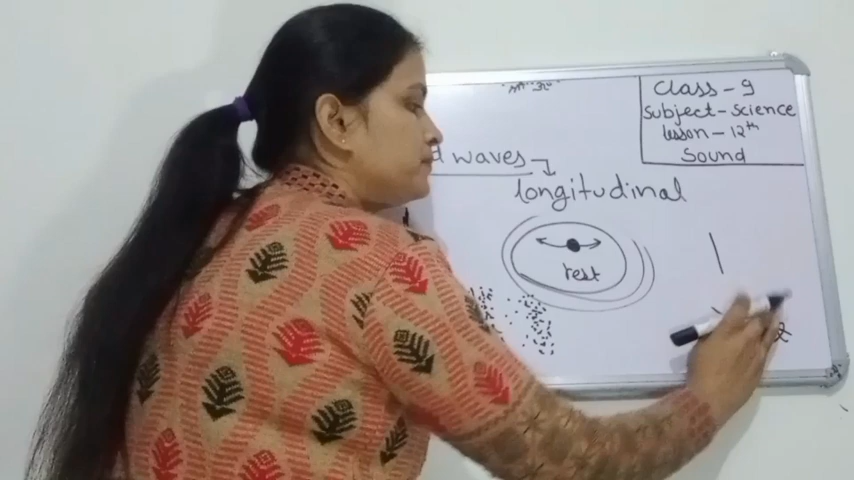 Class-9
Subject-Science
lesson-12th
Sound
d waves
longitudinal
rest